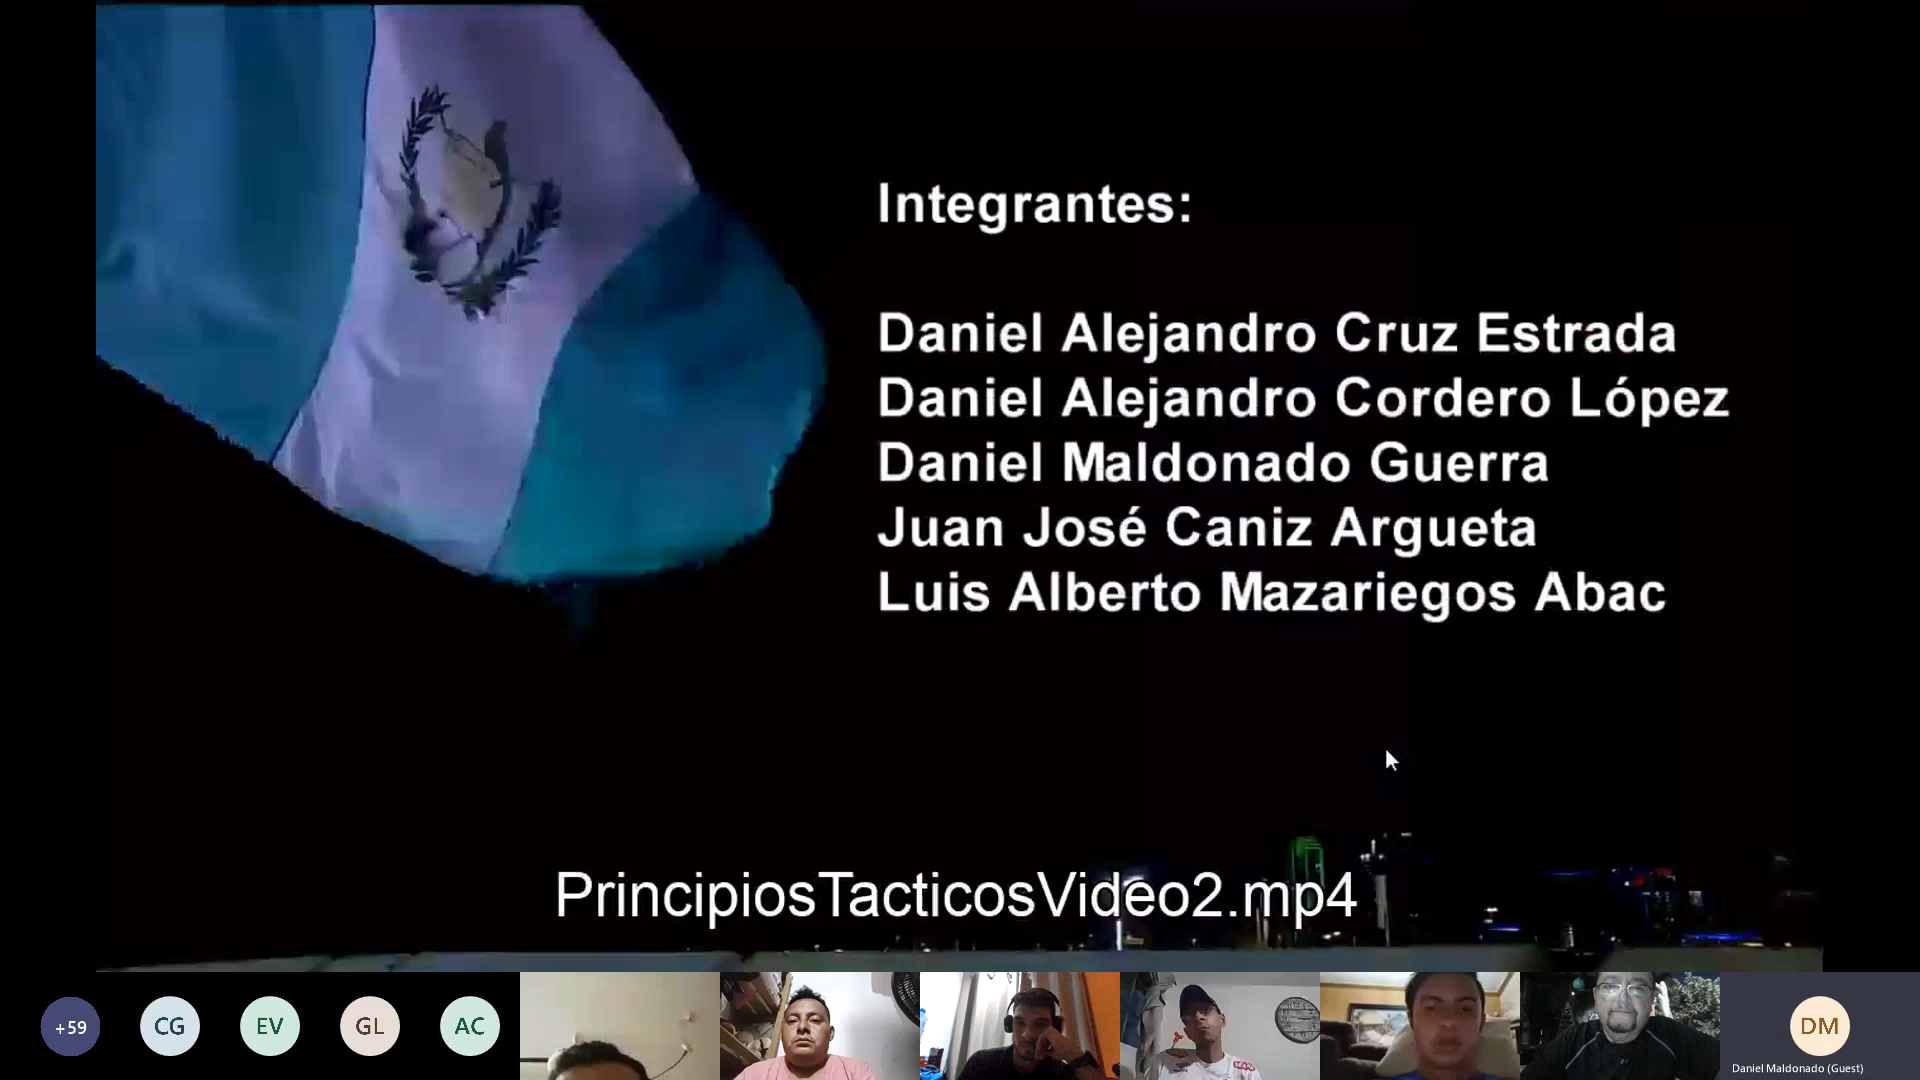 Integrantes:
Daniel Alejandro Cruz Estrada
Daniel Alejandro Cordero López
Daniel Maldonado Guerra
Juan José Caniz Argueta
Luis Alberto Mazariegos Abac
PrincipiosTacticosVideo2.mp4
+59
CG
EV
GL
AC
DM
Daniel Maldonado (Guest)